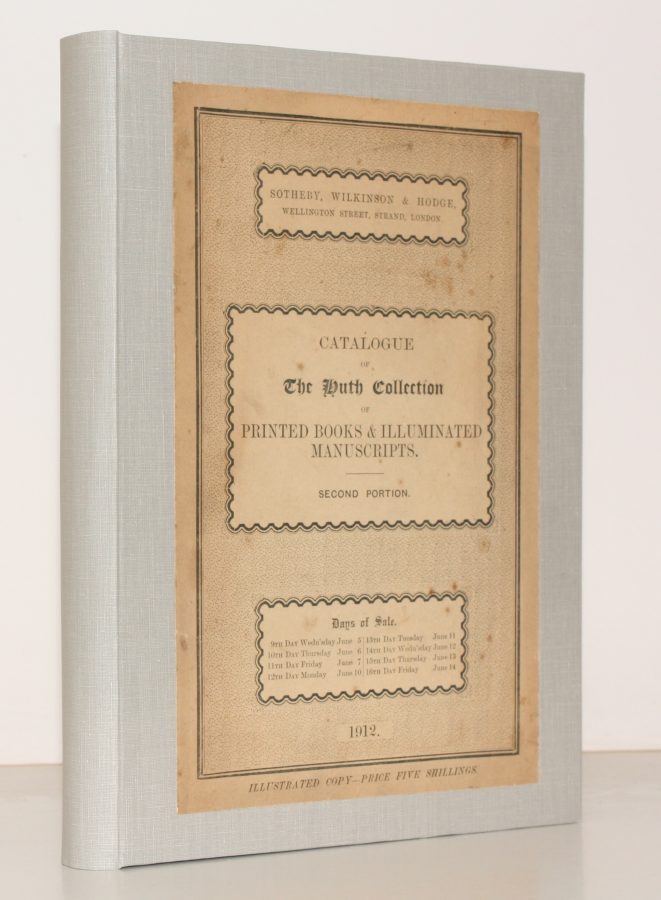 SOTHEBY, WILKINSON & HODGE,
WELLINGTON STREET, STRAND, LONDON.
CATALOGUE
OF
The Huth Collection
OF
PRINTED BOOKS & ILLUMINATED
MANUSCRIPTS.
SECOND PORTION.
Days of Sale.
9TH DAY Wedn'sday June 5 13TH DAY Tuesday June 11
10TH DAY Thursday June 6 14TH DAY Wedn'sday June 12
11TH DAY Friday June 7 15TH DAY Thursday June 13
12TH DAY Monday June 10 16TH DAY Friday June 14
1912.
ILLUSTRATED COPY—PRICE FIVE SHILLINGS.